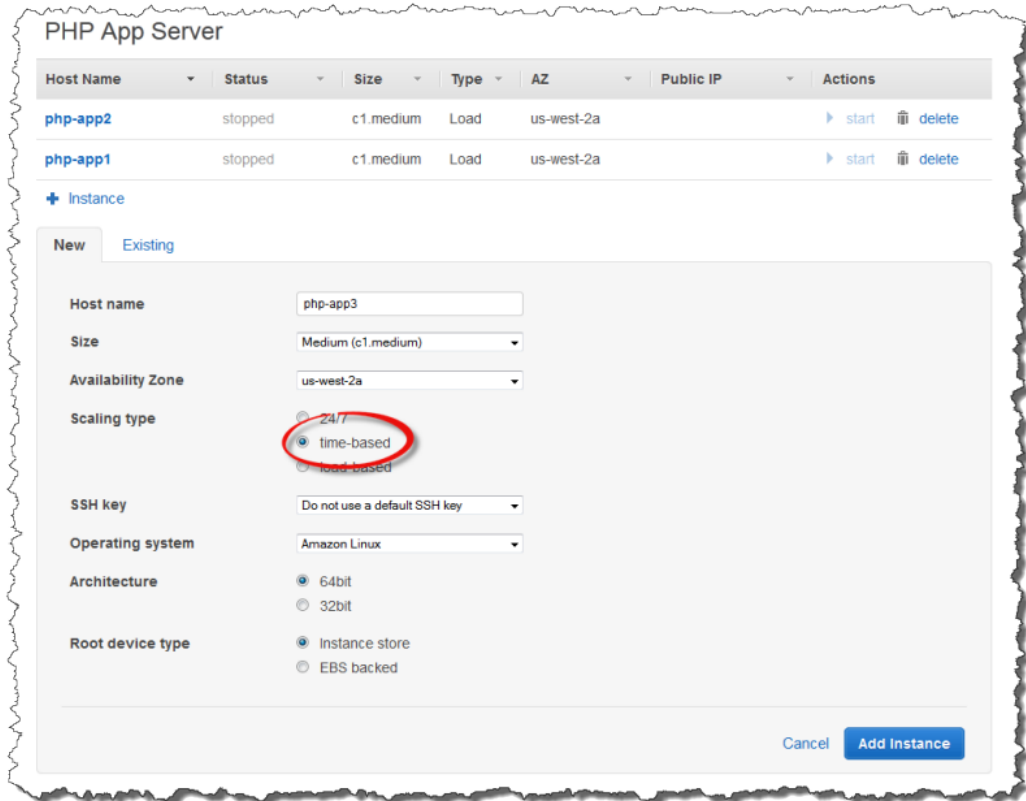 PHP App Server
Host Name Status Size Type AZ Public IP Actions
php-app2 stopped c1.medium Load us-west-2a start delete
php-app1 stopped c1.medium Load us-west-2a start delete
Instance
New Existing
Host name php-app3
Size Medium (c1.medium)
Availability Zone us-west-2a
Scaling type 24/7
time-based
load-based
SSH key Do not use a default SSH key
Operating system Amazon Linux
Architecture 64bit
32bit
Root device type Instance store
EBS backed
Cancel Add Instance